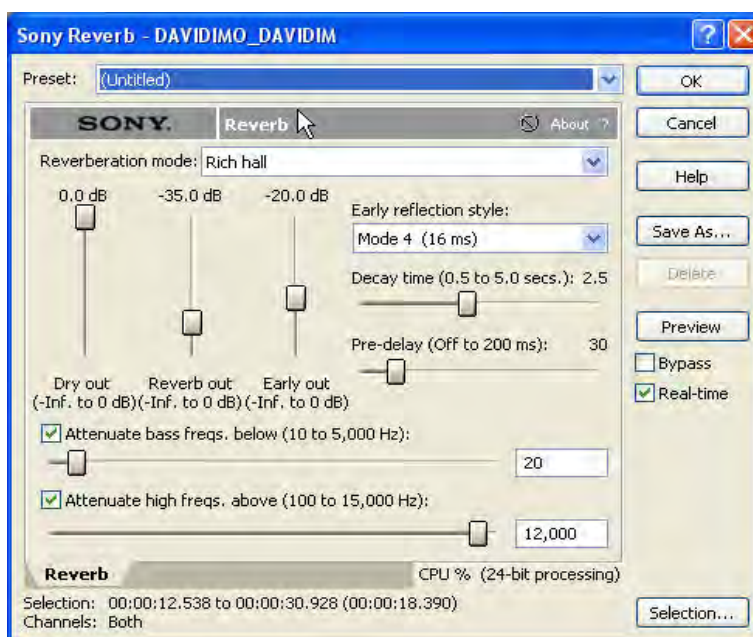 Sony Reverb - DAVIDIMO_DAVIDIM
Preset: (Untitled)
OK
SONY. Reverb About ?
Cancel
Reverberation mode: Rich hall
Help
0.0 dB -35.0 dB -20.0 dB
Early reflection style:
Save As...
Mode 4 (16 ms)
Delete
Decay time (0.5 to 5.0 secs.): 2.5
Preview
Pre-delay (Off to 200 ms): 30
Bypass
Dry out Reverb out Early out
Real-time
(-Inf. to 0 dB) (-Inf. to 0 dB) (-Inf. to 0 dB)
Attenuate bass freqs. below (10 to 5,000 Hz):
20
Attenuate high freqs. above (100 to 15,000 Hz):
12,000
Reverb CPU % (24-bit processing)
Selection: 00:00:12.538 to 00:00:30.928 (00:00:18.390)
Selection...
Channels: Both